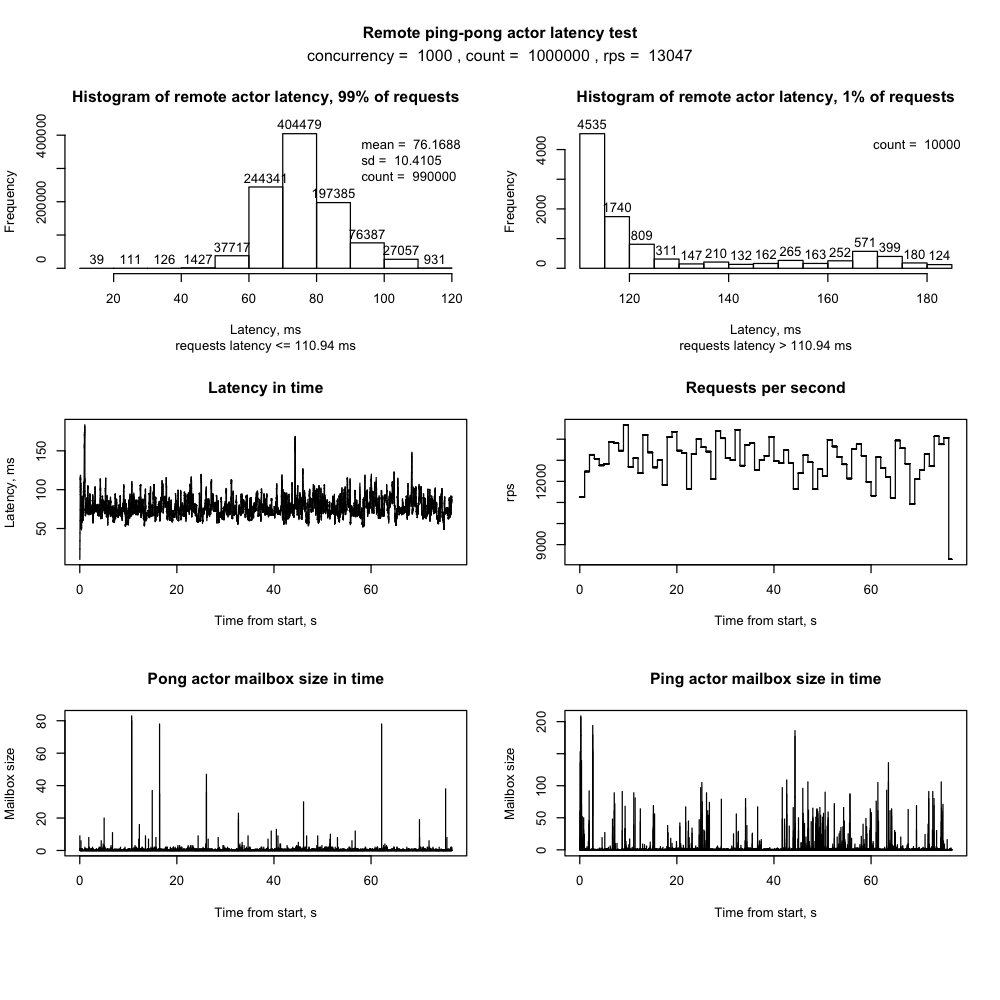 Remote ping-pong actor latency test
concurrency = 1000 , count = 1000000 , rps = 13047
Histogram of remote actor latency, 99% of requests
Frequency
0
200000
400000
39 111 126 1427 37717 244341 404479 197385 76387 27057 931
mean = 76.1688
sd = 10.4105
count = 990000
20 40 60 80 100 120
Latency, ms
requests latency <= 110.94 ms
Histogram of remote actor latency, 1% of requests
Frequency
0
2000
4000
4535 1740 809 311 147 210 132 162 265 163 252 571 399 180 124
count = 10000
120 140 160 180
Latency, ms
requests latency > 110.94 ms
Latency in time
Latency, ms
50
100
150
0 20 40 60
Time from start, s
Requests per second
rps
9000
12000
0 20 40 60
Time from start, s
Pong actor mailbox size in time
Mailbox size
0
20
40
60
80
0 20 40 60
Time from start, s
Ping actor mailbox size in time
Mailbox size
0
50
100
200
0 20 40 60
Time from start, s